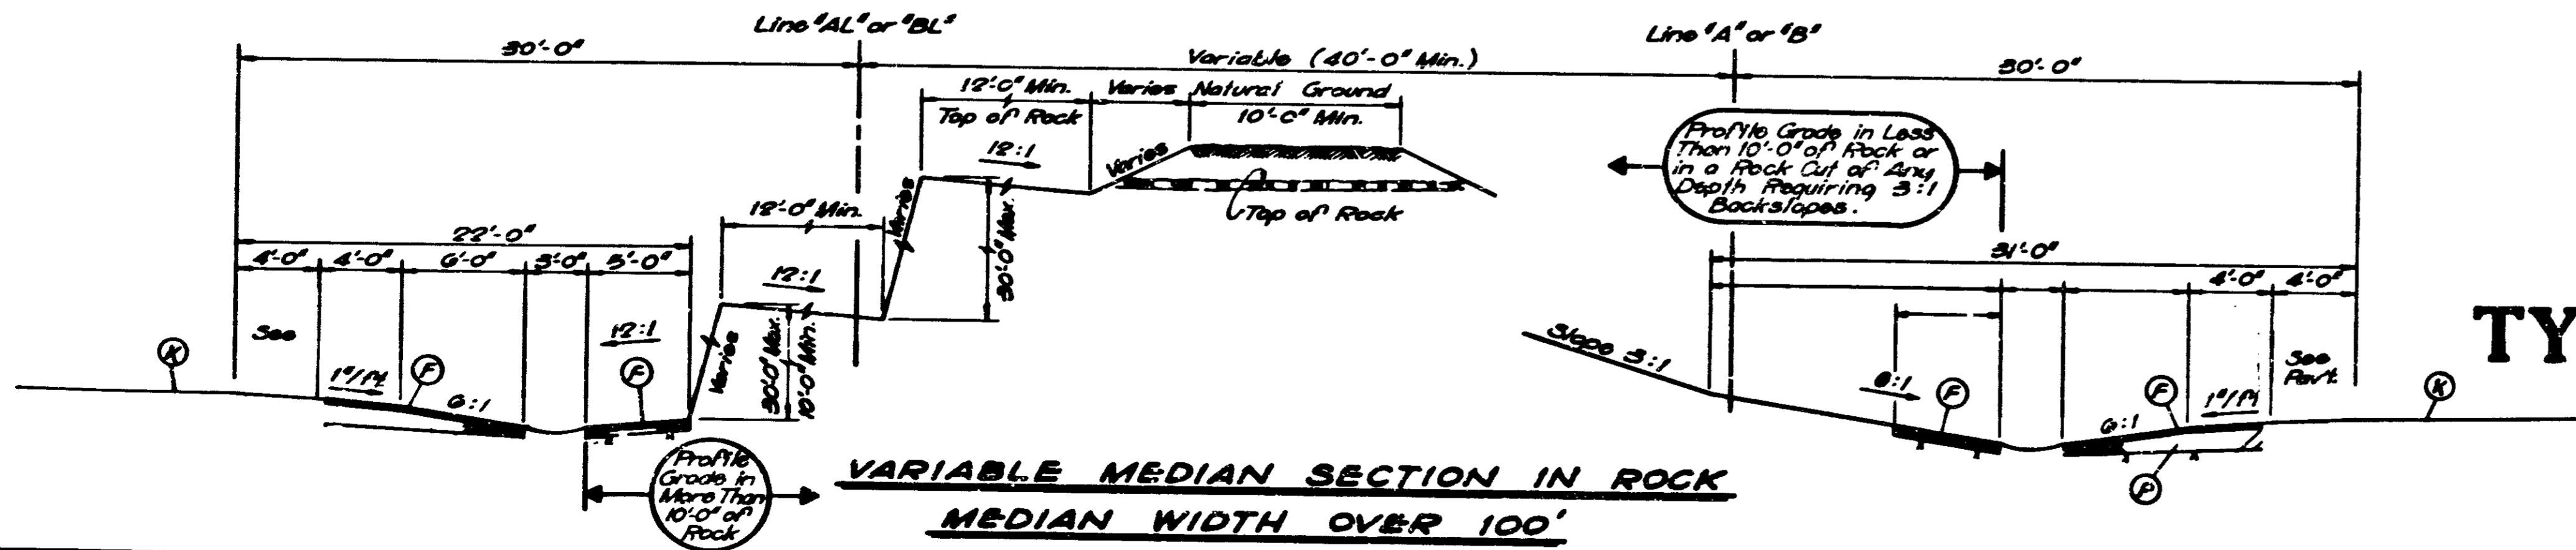 Line "AL" or "BL"
Line "A" or "B"
30'-0"
Variable (40'-0" Min.)
30'-0"
12'-0" Min.
Varies
Natural Ground
Top of Rock
10'-0" Min.
12:1
Varies
Top of Rock
Varies
30'-0" Max.
Profile Grade in Less
Than 10'-0" of Rock or
in a Rock Cut of Any
Depth Requiring 3:1
Backslopes.
12'-0" Min.
12:1
22'-0"
4'-0"
4'-0"
6'-0"
3'-0"
5'-0"
31'-0"
4'-0"
4'-0"
See
12:1
Varies
30'-0" Max.
10'-0" Min.
K
1"/ft
F
6:1
F
Slope 3:1
6:1
F
6:1
F
1"/ft
See
Pav't.
K
P
TY
Profile
Grade in
More Than
10'-0" of
Rock
VARIABLE MEDIAN SECTION IN ROCK
MEDIAN WIDTH OVER 100'